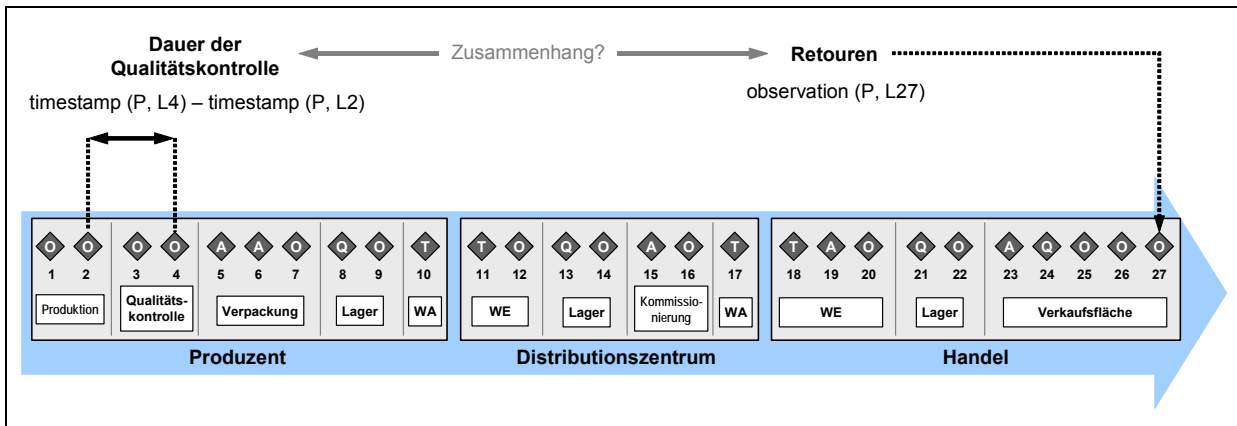 Dauer der
Qualitätskontrolle
Zusammenhang?
Retouren
timestamp (P, L4) – timestamp (P, L2)
observation (P, L27)
O O O O A A O Q O T T O Q O A O T T A O Q O A Q O O O
1 2 3 4 5 6 7 8 9 10 11 12 13 14 15 16 17 18 19 20 21 22 23 24 25 26 27
Produktion
Qualitäts-
kontrolle
Verpackung
Lager
WA
WE
Lager
Kommissio-
nierung
WA
WE
Lager
Verkaufsfläche
Produzent
Distributionszentrum
Handel